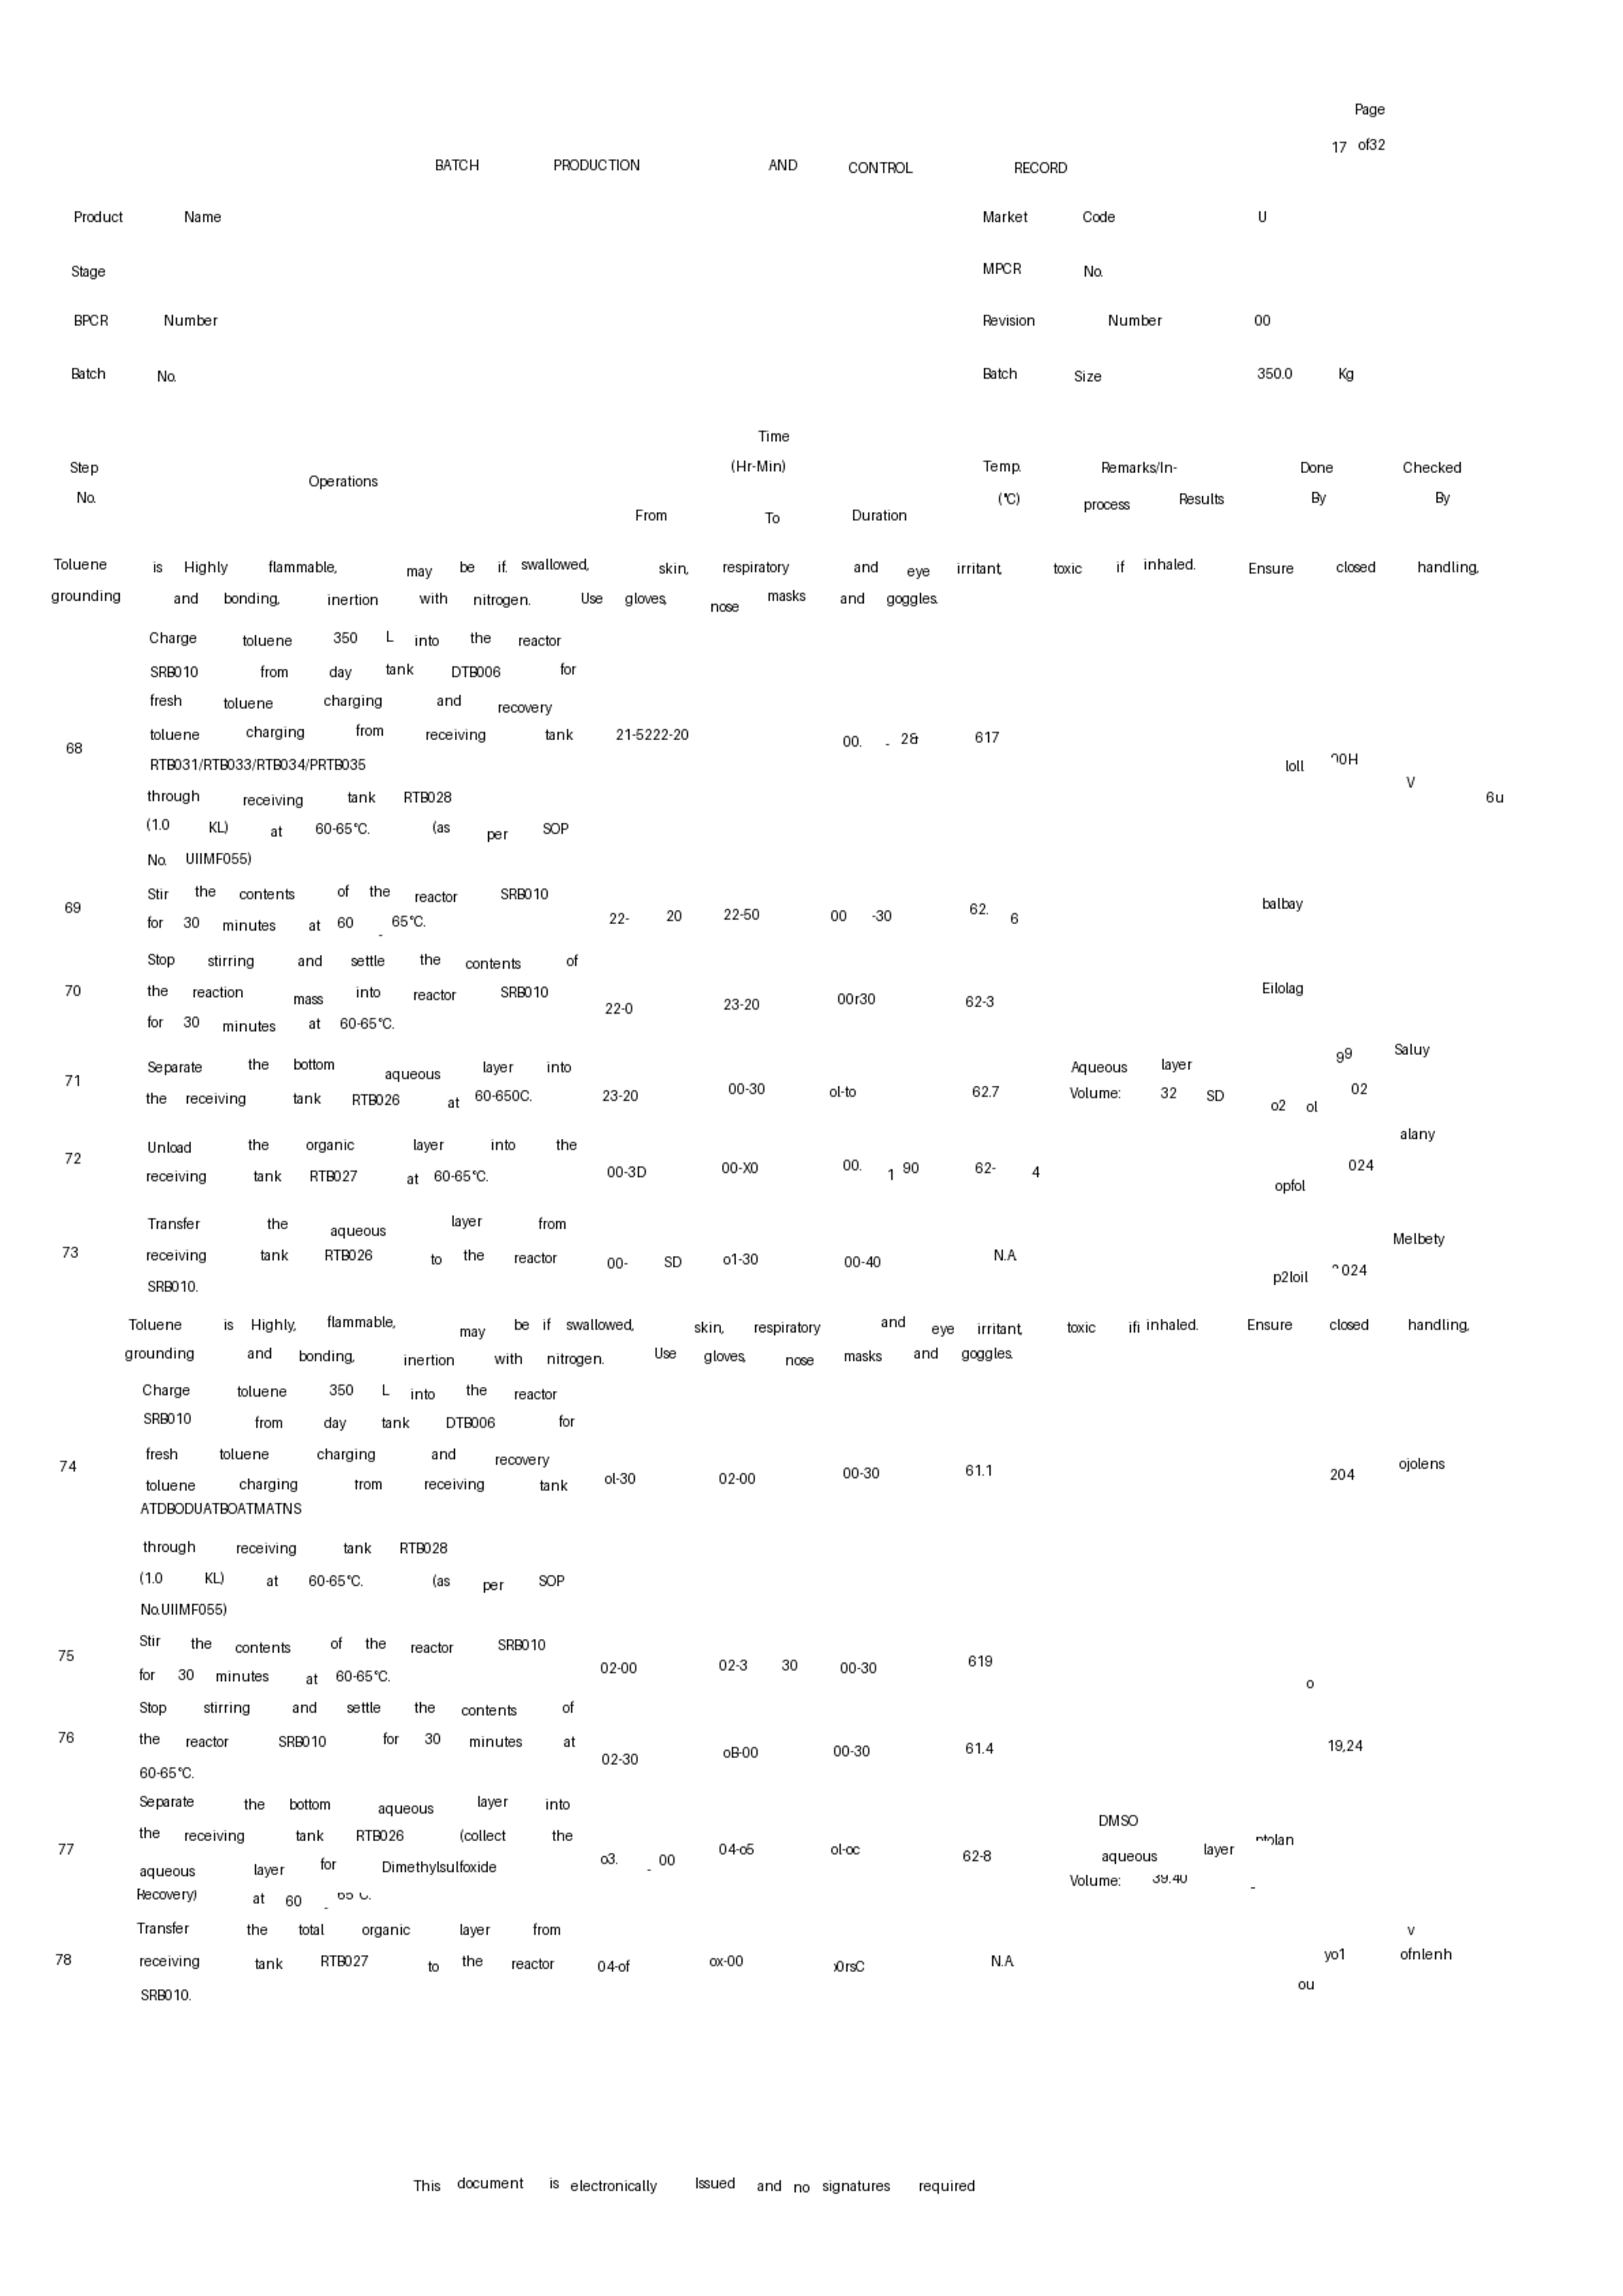 Page
17 of32
BATCH PRODUCTION AND CONTROL RECORD
Product Name Market Code U
Stage MPCR No.
BPCR Number Revision Number 00
Batch No. Batch Size 350.0 Kg
Time
Step (Hr-Min) Temp. Remarks/In- Done Checked
Operations
No. (°C) process Results By By
From To Duration
Toluene is Highly flammable, may be if. swallowed, skin, respiratory and eye irritant, toxic if inhaled. Ensure closed handling,
grounding and bonding, inertion with nitrogen. Use gloves, nose masks and goggles.
Charge toluene 350 L into the reactor
SRB010 from day tank DTB006 for
fresh toluene charging and recovery
toluene charging from receiving tank 21-5222-20 00. - 28 617
68
RTB031/RTB033/RTB034/PRTB035 loll 00H
V
through receiving tank RTB028 6u
(1.0 KL) at 60-65°C. (as per SOP
No. UIIMF055)
Stir the contents of the reactor SRB010
69 balbay
for 30 minutes at 60 - 65°C. 22- 20 22-50 00 -30 62. 6
Stop stirring and settle the contents of
70 the reaction mass into reactor SRB010 22-0 23-20 00r30 62-3 Eilolag
for 30 minutes at 60-65°C.
Separate the bottom aqueous layer into Aqueous layer 99 Saluy
71
the receiving tank RTB026 at 60-650C. 23-20 00-30 ol-to 62.7 Volume: 32 SD o2 ol 02
Unload the organic layer into the alany
72
receiving tank RTB027 at 60-65°C. 00-3D 00-X0 00. 1 90 62- 4 opfol 024
Transfer the aqueous layer from Melbety
73 receiving tank RTB026 to the reactor 00- SD o1-30 00-40 N.A p2loil 024
SRB010.
Toluene is Highly, flammable, may be if swallowed, skin, respiratory and eye irritant, toxic ifi inhaled. Ensure closed handling,
grounding and bonding, inertion with nitrogen. Use gloves, nose masks and goggles.
Charge toluene 350 L into the reactor
SRB010 from day tank DTB006 for
fresh toluene charging and recovery
74 ojolens
toluene charging from receiving tank ol-30 02-00 00-30 61.1 204
ATDBODUATBOATMATNS
through receiving tank RTB028
(1.0 KL) at 60-65°C. (as per SOP
No.UIIMF055)
Stir the contents of the reactor SRB010
75
for 30 minutes at 60-65°C. 02-00 02-3 30 00-30 619 o
Stop stirring and settle the contents of
76 the reactor SRB010 for 30 minutes at 02-30 oB-00 00-30 61.4 19,24
60-65°C.
Separate the bottom aqueous layer into DMSO
the receiving tank RTB026 (collect the
77 o3. - 00 04-o5 ol-oc 62-8 aqueous layer
aqueous layer for Dimethylsulfoxide Volume: 39.40 -
Recovery) at 60 - 65
Transfer the total organic layer from v
78 receiving tank RTB027 to the reactor 04-of ox-00 N.A yo1 ofnlenh
SRB010. ou
This document is electronically Issued and no signatures required